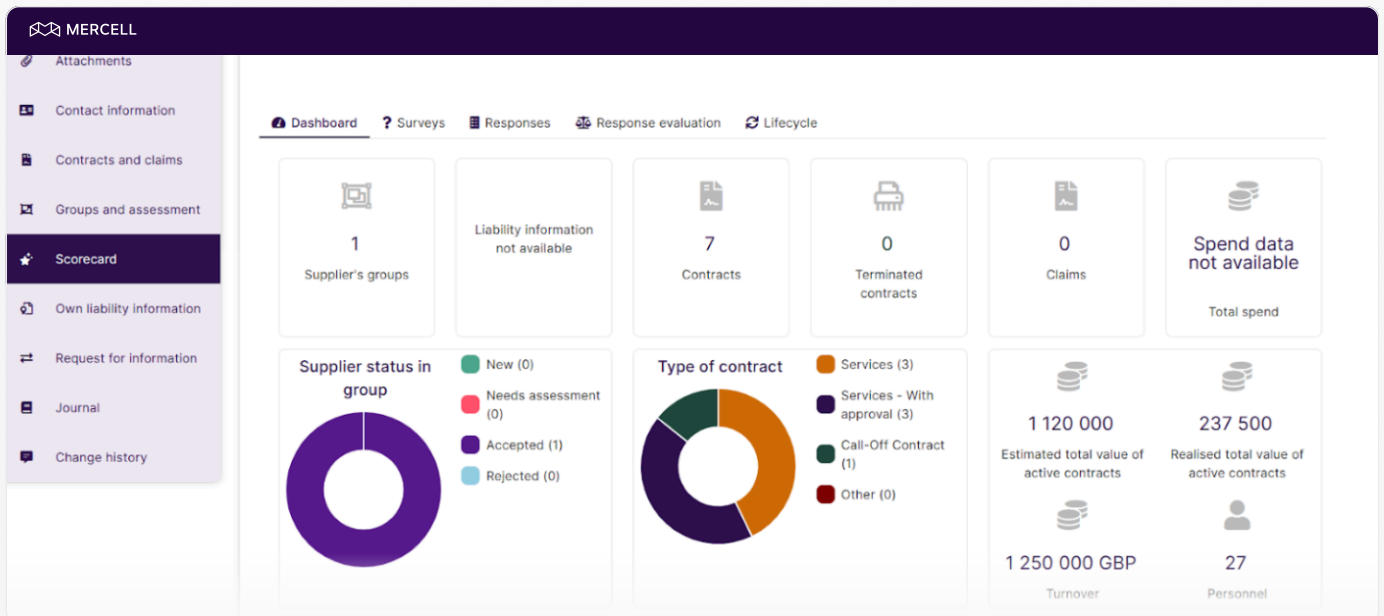 MERCELL
Attachments
Contact information
Contracts and claims
Groups and assessment
Scorecard
Own liability information
Request for information
Journal
Change history
Dashboard
Surveys
Responses
Response evaluation
Lifecycle
1
Supplier's groups
Liability information
not available
7
Contracts
0
Terminated
contracts
0
Claims
Spend data
not available
Total spend
Supplier status in
group
New (0)
Needs assessment
(0)
Accepted (1)
Rejected (0)
Type of contract
Services (3)
Services - With
approval (3)
Call-Off Contract
(1)
Other (0)
1 120 000
Estimated total value of
active contracts
237 500
Realised total value of
active contracts
1 250 000 GBP
Turnover
27
Personnel